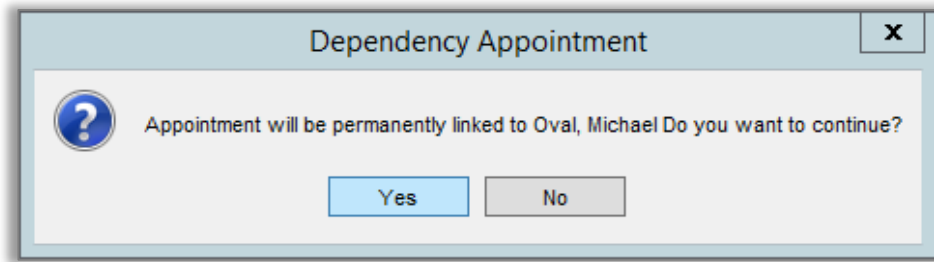 Dependency Appointment
x
?
Appointment will be permanently linked to Oval, Michael Do you want to continue?
Yes No